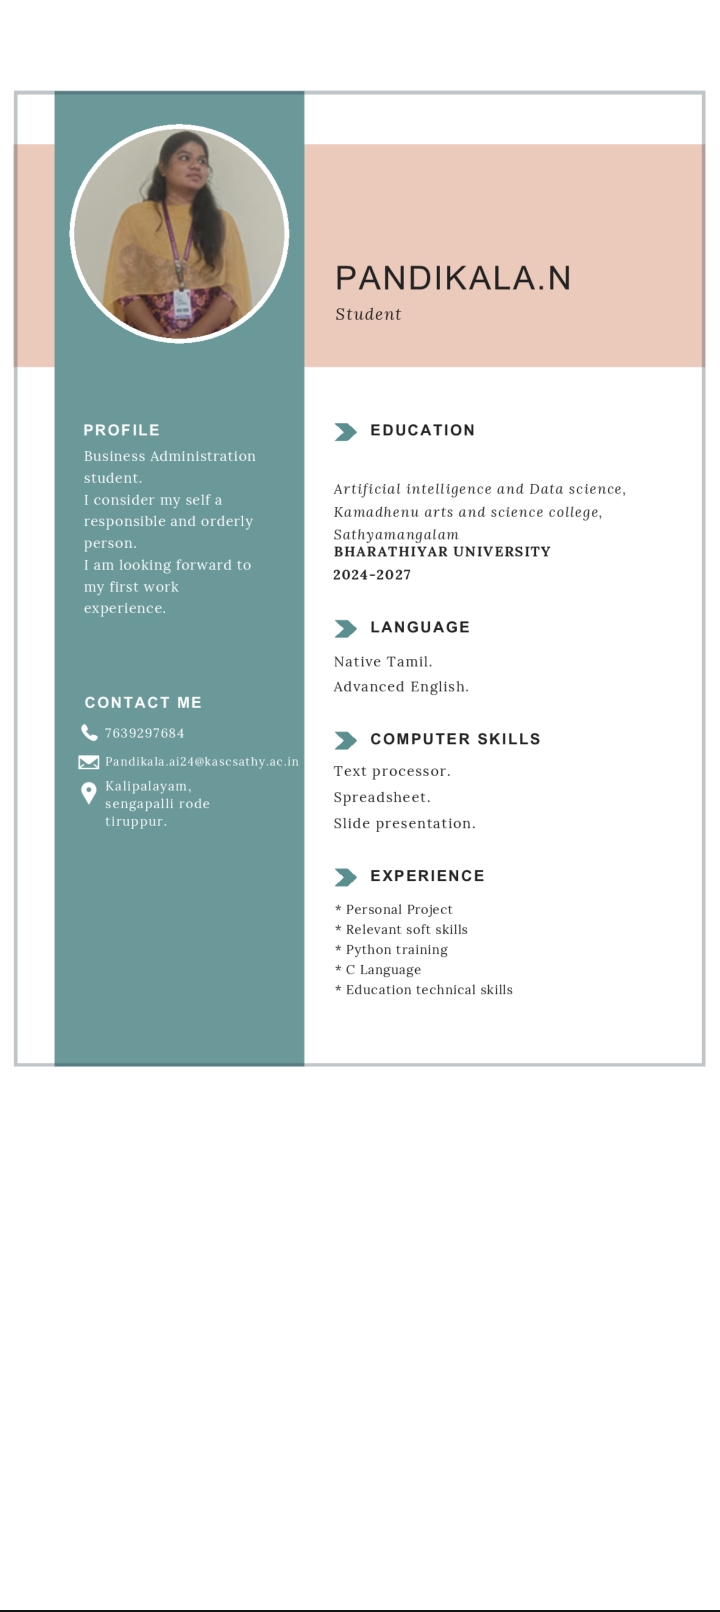 PANDIKALA.N
Student
PROFILE
Business Administration
student.
I consider my self a
responsible and orderly
person.
I am looking forward to
my first work
experience.
CONTACT ME
7639297684
Pandikala.ai24@kascsathy.ac.in
Kalipalayam,
sengapalli rode
tiruppur.
EDUCATION
Artificial intelligence and Data science,
Kamadhenu arts and science college,
Sathyamangalam
BHARATHIYAR UNIVERSITY
2024-2027
LANGUAGE
Native Tamil.
Advanced English.
COMPUTER SKILLS
Text processor.
Spreadsheet.
Slide presentation.
EXPERIENCE
* Personal Project
* Relevant soft skills
* Python training
* C Language
* Education technical skills